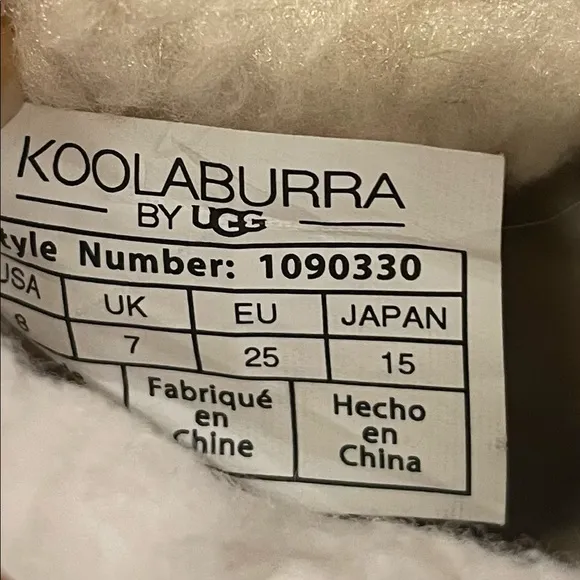 KOOLABURRA
BY UGG
tyle Number: 1090330
USA UK EU JAPAN
8 7 25 15
Fabriqué en Chine
Hecho en China